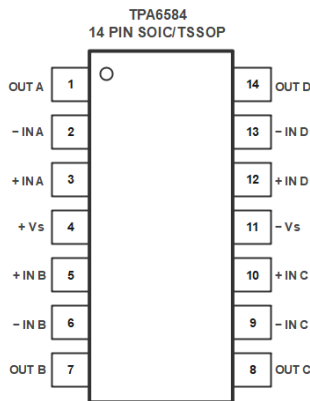 TPA6584
14 PIN SOIC/TSSOP
OUT A 1 14 OUT D
− IN A 2 13 − IN D
+ IN A 3 12 + IN D
+ Vs 4 11 − Vs
+ IN B 5 10 + IN C
− IN B 6 9 − IN C
OUT B 7 8 OUT C